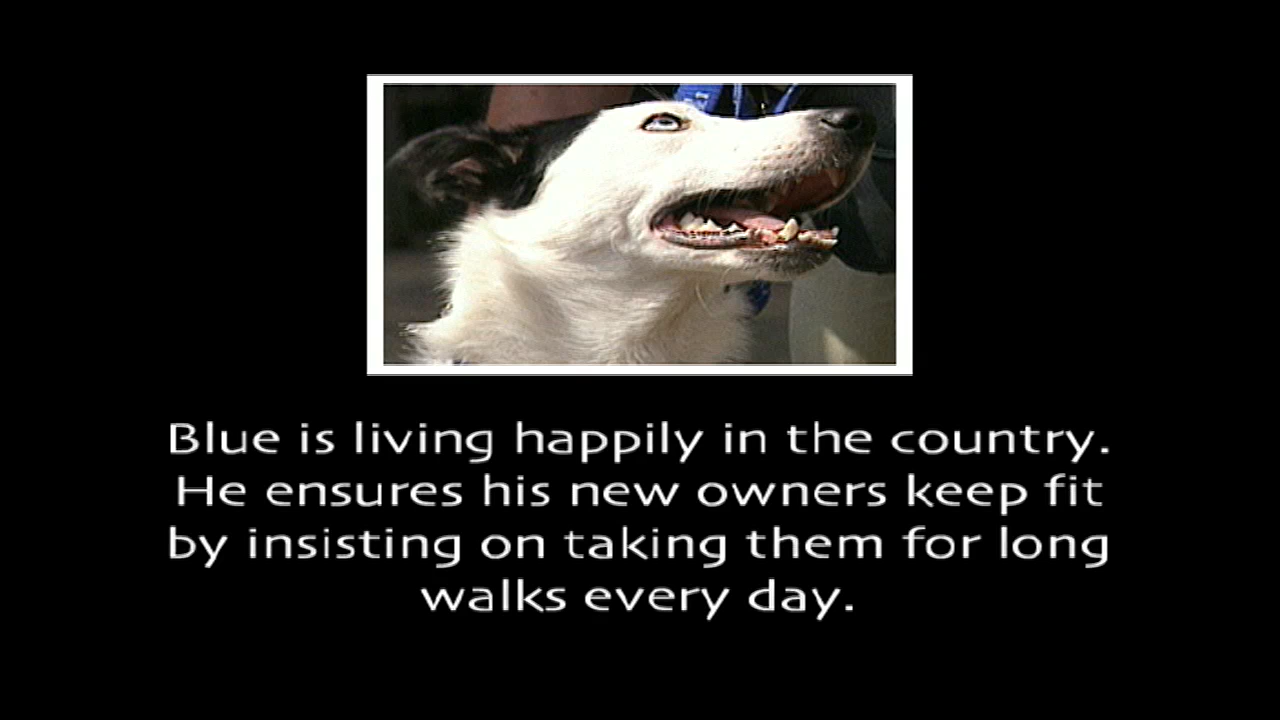 Blue is living happily in the country.
He ensures his new owners keep fit
by insisting on taking them for long
walks every day.